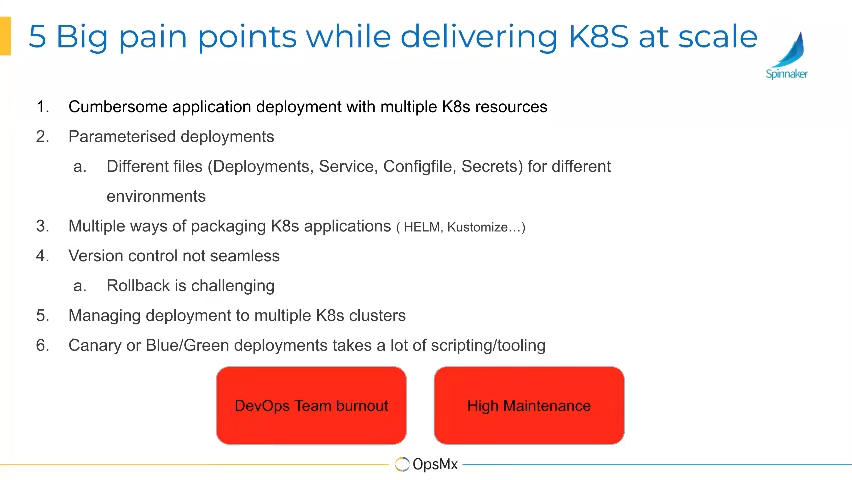 5 Big pain points while delivering K8S at scale
Spinnaker
1. Cumbersome application deployment with multiple K8s resources
2. Parameterised deployments
a. Different files (Deployments, Service, Configfile, Secrets) for different
environments
3. Multiple ways of packaging K8s applications ( HELM, Kustomize…)
4. Version control not seamless
a. Rollback is challenging
5. Managing deployment to multiple K8s clusters
6. Canary or Blue/Green deployments takes a lot of scripting/tooling
DevOps Team burnout
High Maintenance
OpsMx